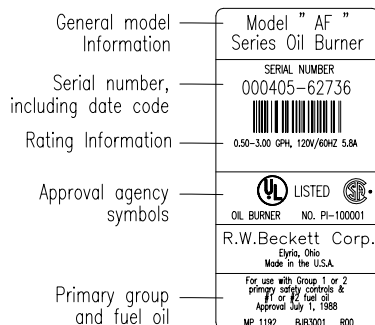 General model
Information
Serial number,
including date code
Rating Information
Approval agency
symbols
Primary group
and fuel oil
Model " AF "
Series Oil Burner
SERIAL NUMBER
000405-62736
0.50-3.00 GPH, 120V/60HZ 5.8A
UL LISTED SA
OIL BURNER NO. PI-100001
R.W.Beckett Corp.
Elyria, Ohio
Made in the U.S.A.
For use with Group 1 or 2
primary safety controls &
#1 or #2 fuel oil
Approval July 1, 1988
MP 1192 BJB3001 R00